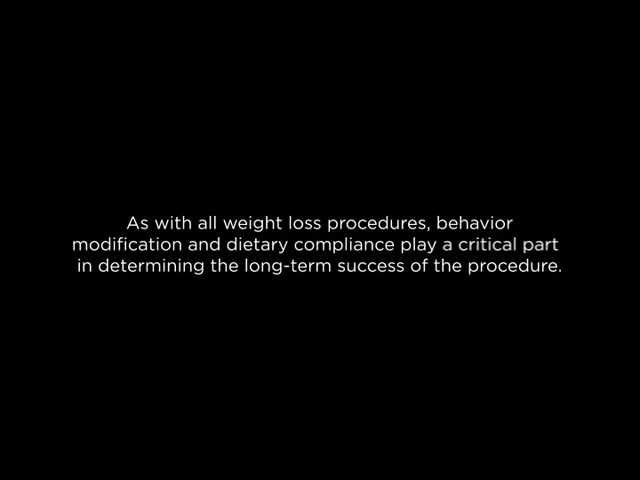 As with all weight loss procedures, behavior
modification and dietary compliance play a critical part
in determining the long-term success of the procedure.